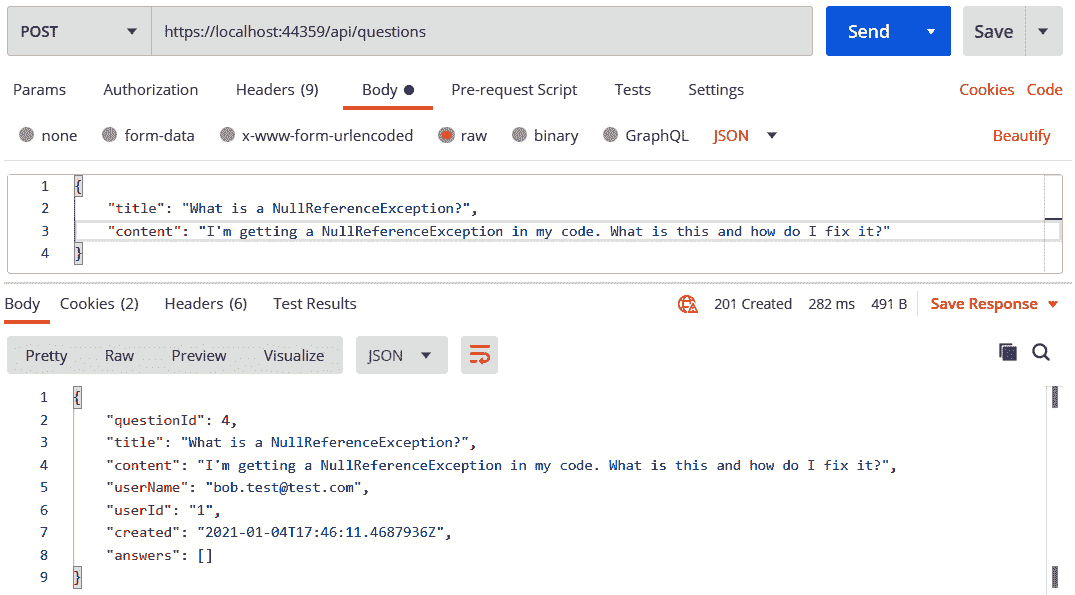 POST https://localhost:44359/api/questions Send Save
Params Authorization Headers (9) Body Pre-request Script Tests Settings Cookies Code
none form-data x-www-form-urlencoded raw binary GraphQL JSON Beautify
1 {
2 "title": "What is a NullReferenceException?",
3 "content": "I'm getting a NullReferenceException in my code. What is this and how do I fix it?"
4 }
Body Cookies (2) Headers (6) Test Results 201 Created 282 ms 491 B Save Response
Pretty Raw Preview Visualize JSON
1 {
2 "questionId": 4,
3 "title": "What is a NullReferenceException?",
4 "content": "I'm getting a NullReferenceException in my code. What is this and how do I fix it?",
5 "userName": "bob.test@test.com",
6 "userId": "1",
7 "created": "2021-01-04T17:46:11.4687936Z",
8 "answers": []
9 }